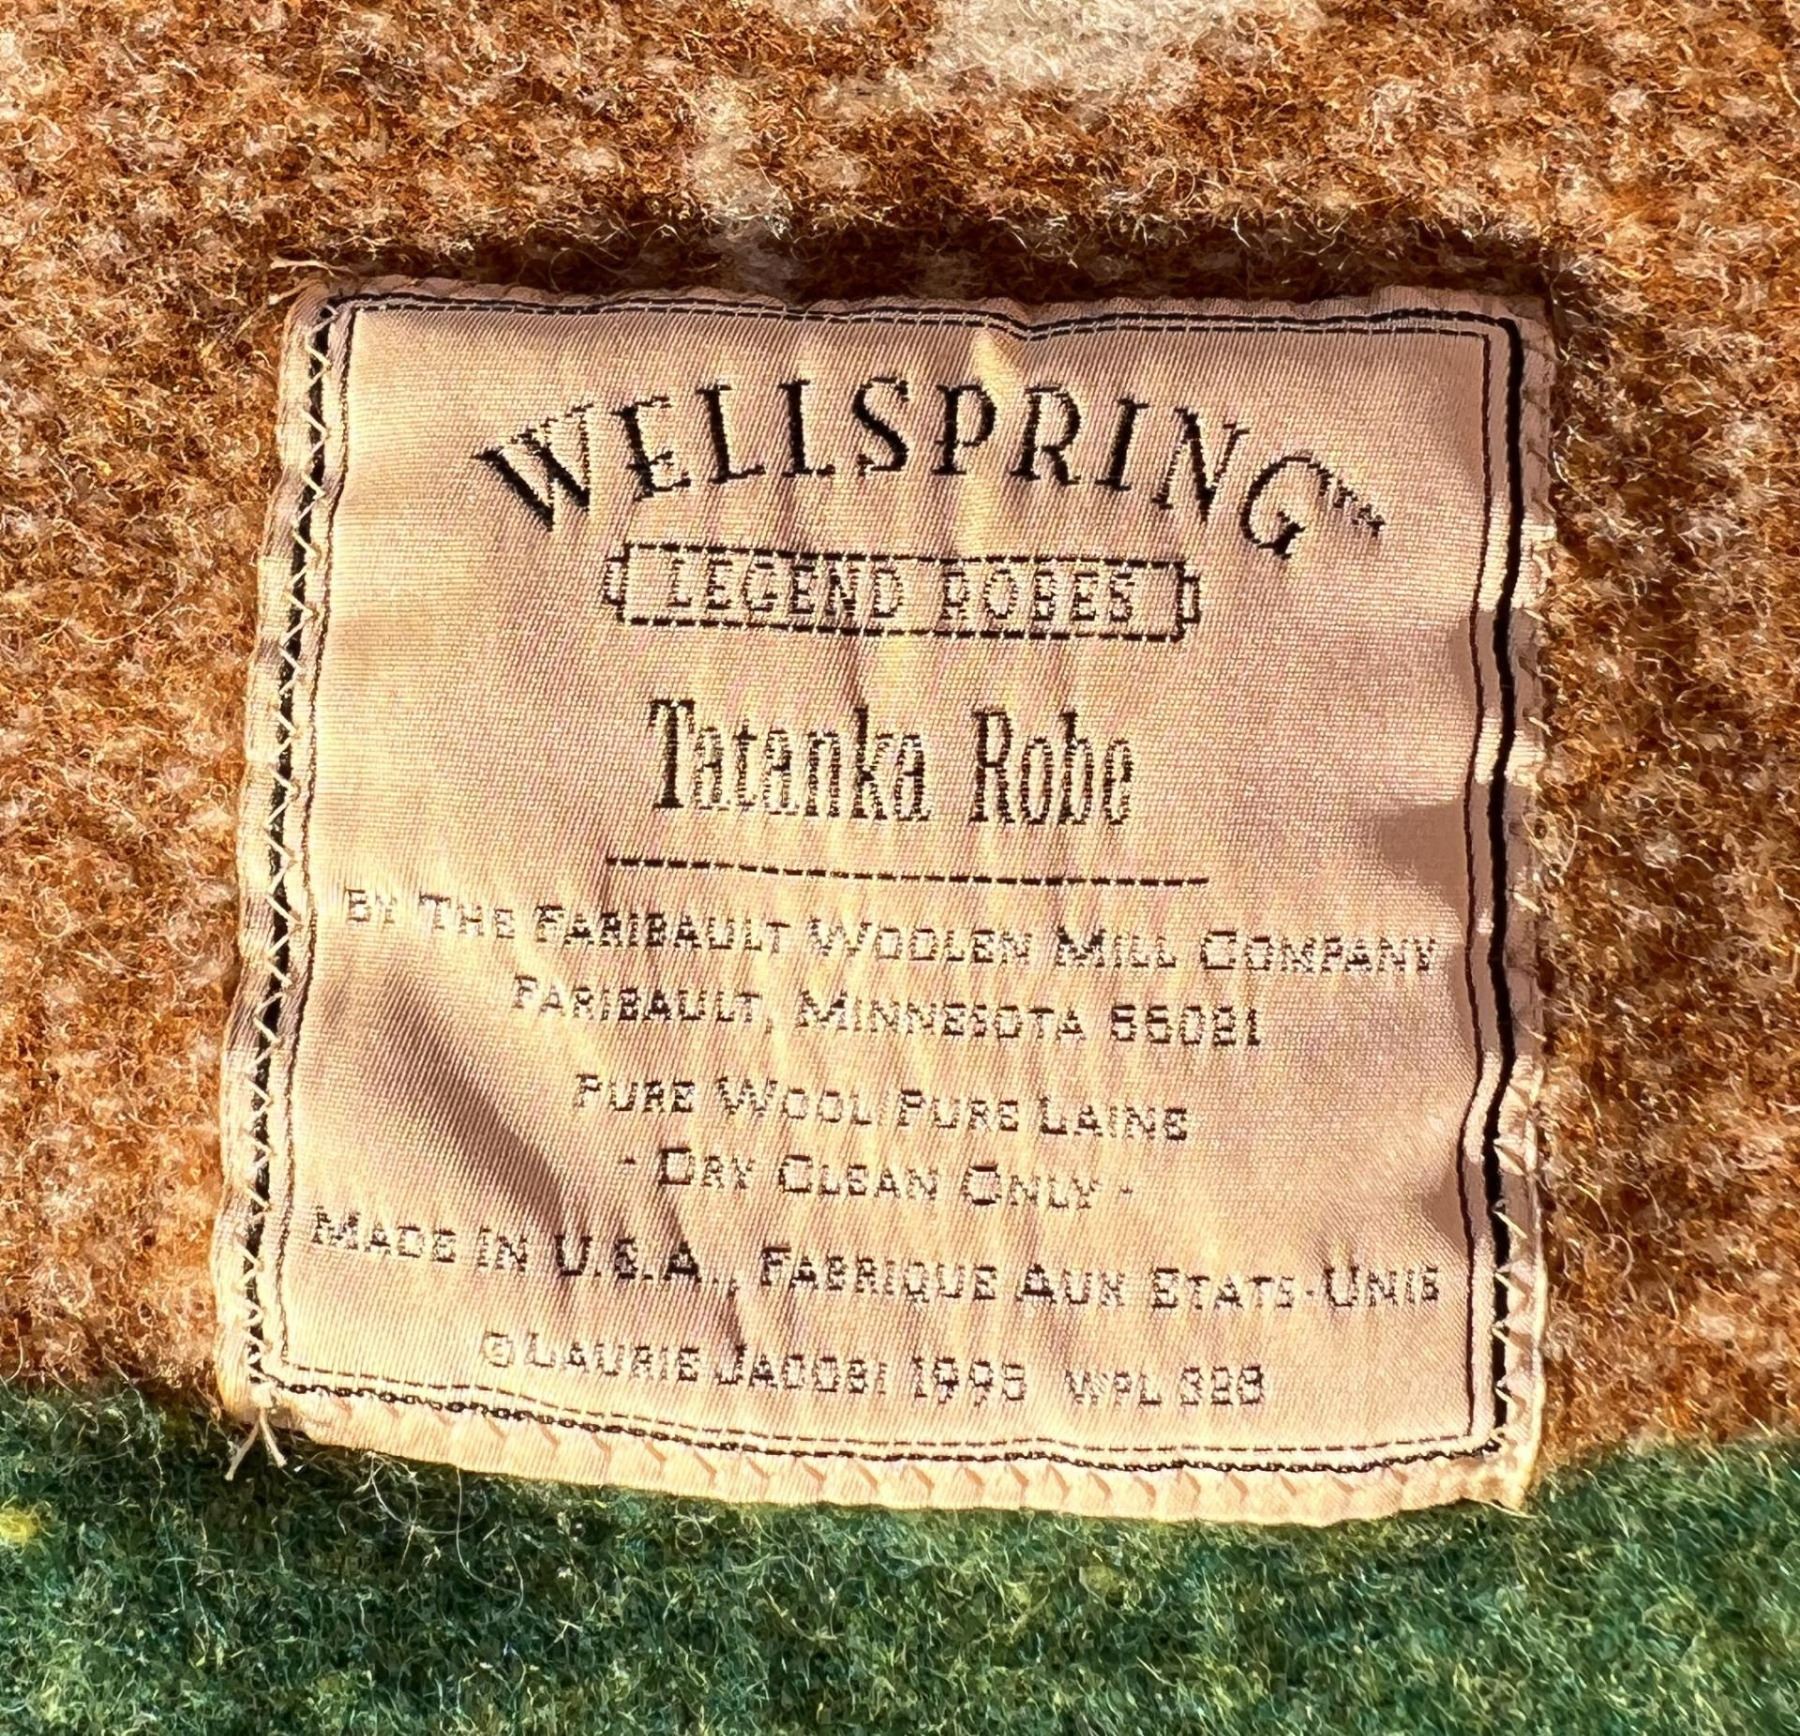 WELLSPRING™
LEGEND ROBES
Tatanka Robe
BY THE FARIBAULT WOOLEN MILL COMPANY
FARIBAULT, MINNESOTA 55021
PURE WOOL/PURE LAINE
- DRY CLEAN ONLY -
MADE IN U.S.A., FABRIQUE AUX ETATS-UNIS
©LAURIE JACOBI 1995 WPL 328